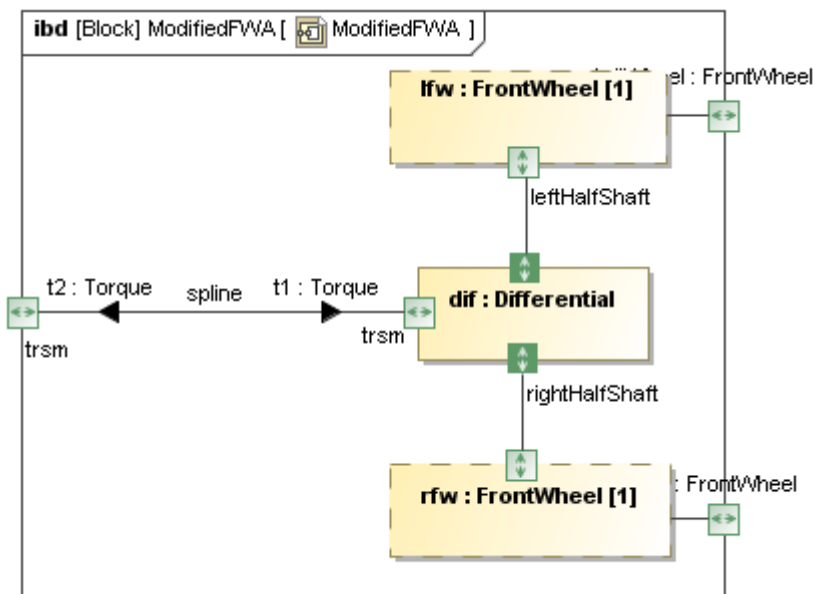 ibd [Block] ModifiedFWA [ ModifiedFWA ]
: FrontWheel
lfw : FrontWheel [1]
leftHalfShaft
t2 : Torque
spline
t1 : Torque
dif : Differential
trsm
trsm
rightHalfShaft
: FrontWheel
rfw : FrontWheel [1]